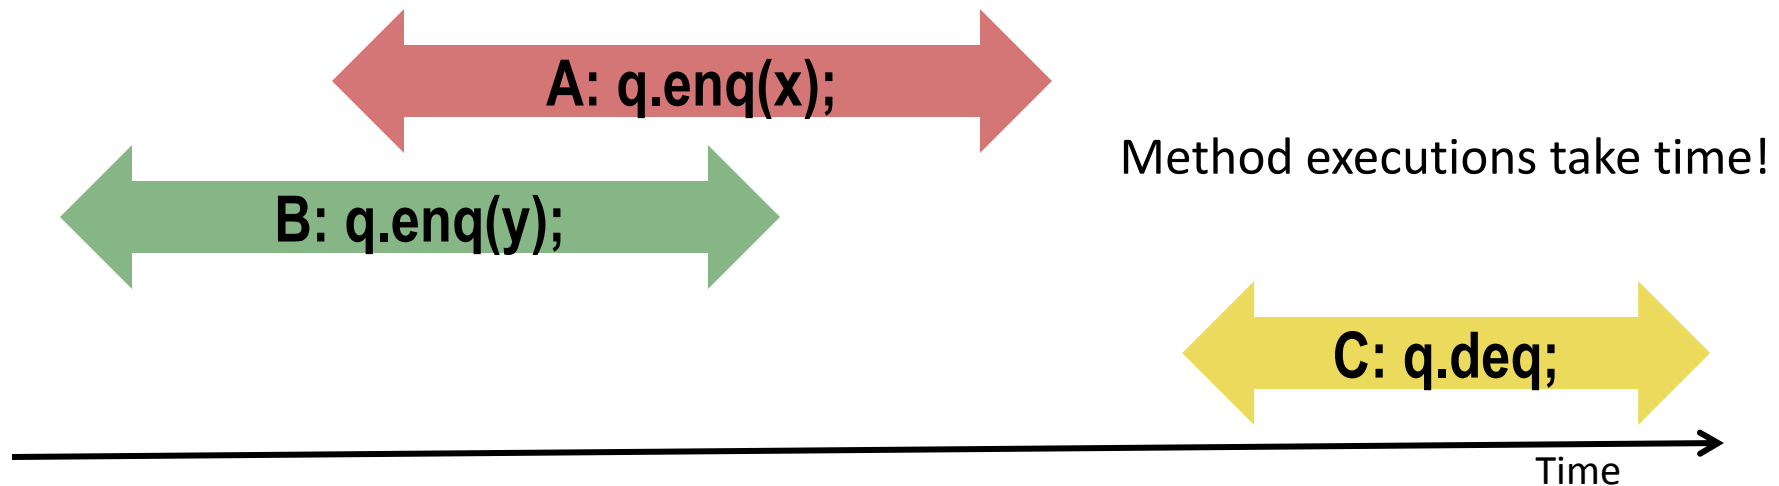 A: q.enq(x);
Method executions take time!
B: q.enq(y);
C: q.deq;
Time